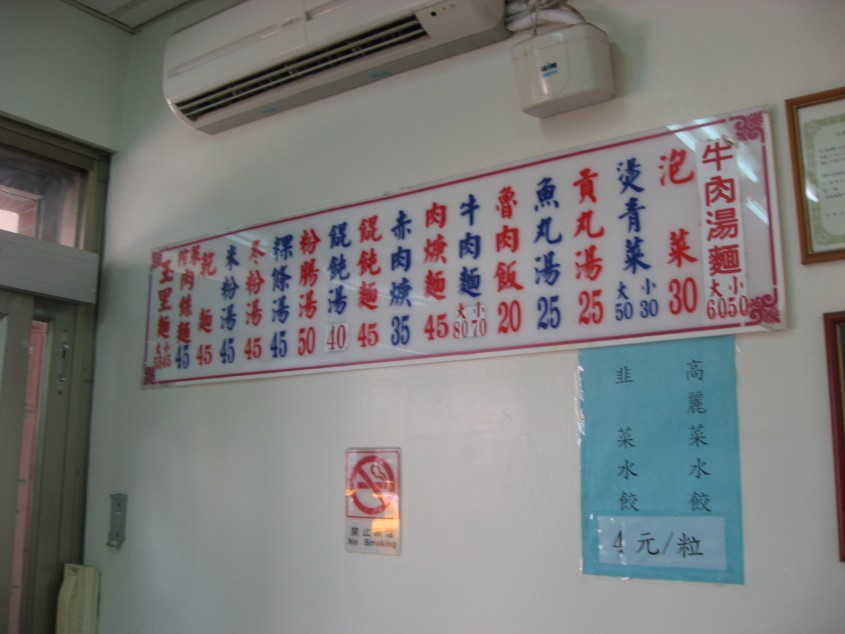 牛肉湯麵 大60 小50
泡菜 30
燙青菜 大50 小30
貢丸湯 25
魚丸湯 25
魯肉飯 20
牛肉麵 大80 小70
肉焿麵 45
赤肉焿 35
餛飩麵 45
餛飩湯 40
粉腸湯 50
粿條湯 45
冬粉湯 45
米粉湯 45
乾麵 45
榨菜肉絲麵 45
玉里麵
高麗菜水餃
韭菜水餃
4元/粒
No Smoking